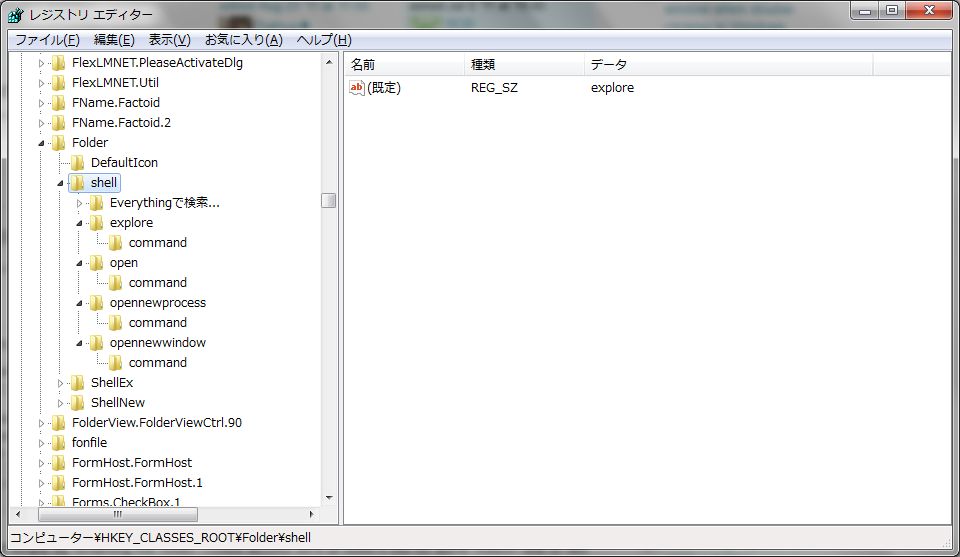 レジストリ エディター
ファイル(F) 編集(E) 表示(V) お気に入り(A) ヘルプ(H)
FlexLMNET.PleaseActivateDlg
FlexLMNET.Util
FName.Factoid
FName.Factoid.2
Folder
DefaultIcon
shell
Everythingで検索...
explore
command
open
command
opennewprocess
command
opennewwindow
command
ShellEx
ShellNew
FolderView.FolderViewCtrl.90
fonfile
FormHost.FormHost
FormHost.FormHost.1
Forms.CheckBox.1
名前 種類 データ
ab (既定) REG_SZ explore
コンピューター¥HKEY_CLASSES_ROOT¥Folder¥shell